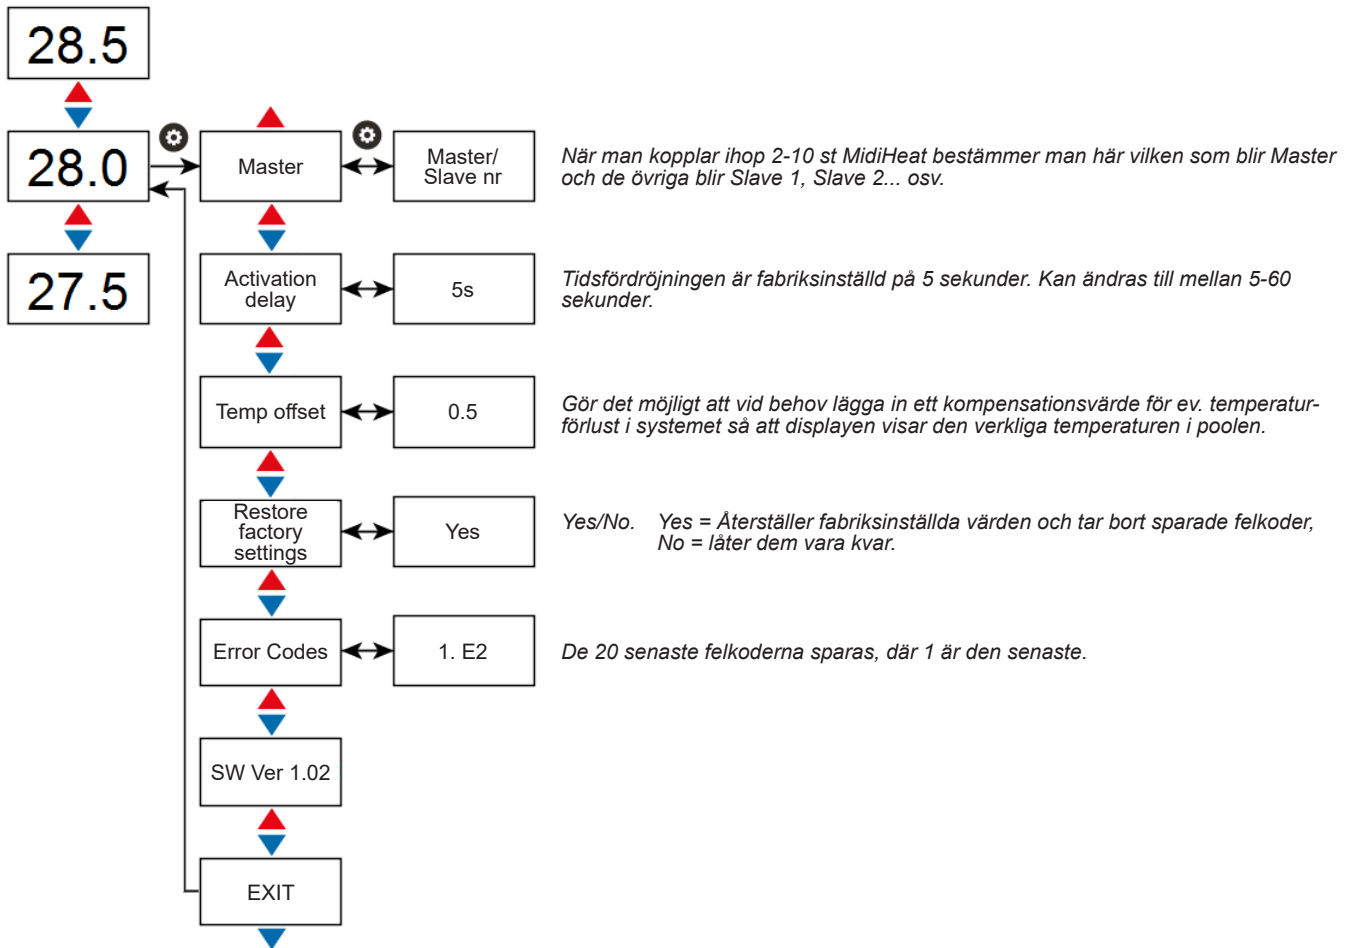 28.5
28.0
27.5
Master
Master/
Slave nr
När man kopplar ihop 2-10 st MidiHeat bestämmer man här vilken som blir Master
och de övriga blir Slave 1, Slave 2... osv.
Activation
delay
5s
Tidsfördröjningen är fabriksinställd på 5 sekunder. Kan ändras till mellan 5-60
sekunder.
Temp offset
0.5
Gör det möjligt att vid behov lägga in ett kompensationsvärde för ev. temperatur-
förlust i systemet så att displayen visar den verkliga temperaturen i poolen.
Restore
factory
settings
Yes
Yes/No. Yes = Återställer fabriksinställda värden och tar bort sparade felkoder,
No = låter dem vara kvar.
Error Codes
1. E2
De 20 senaste felkoderna sparas, där 1 är den senaste.
SW Ver 1.02
EXIT